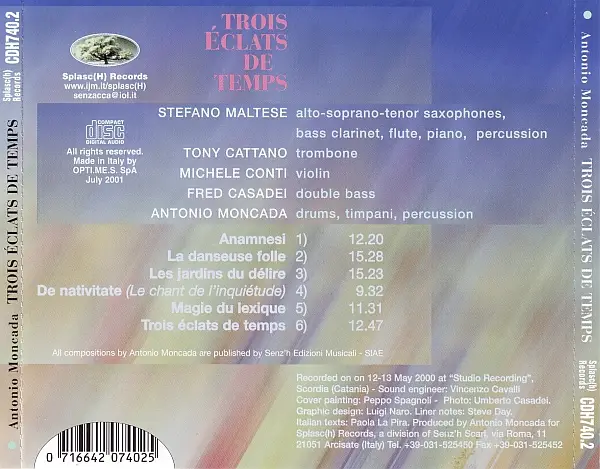 Splasc(h) Records CDH740.2
Antonio Moncada TROIS ÉCLATS DE TEMPS
Splasc(H) Records
www.ijm.it/splasc(H)
senzacca@iol.it
COMPACT
disc
DIGITAL AUDIO
All rights reserved.
Made in Italy by
OPTI.ME.S. SpA
July 2001
TROIS
ÉCLATS
DE
TEMPS
STEFANO MALTESE alto-soprano-tenor saxophones,
bass clarinet, flute, piano, percussion
TONY CATTANO trombone
MICHELE CONTI violin
FRED CASADEI double bass
ANTONIO MONCADA drums, timpani, percussion
Anamnesi 1) 12.20
La danseuse folle 2) 15.28
Les jardins du délire 3) 15.23
De nativitate (Le chant de l'inquiétude) 4) 9.32
Magie du lexique 5) 11.31
Trois éclats de temps 6) 12.47
All compositions by Antonio Moncada are published by Senz'h Edizioni Musicali - SIAE
Recorded on on 12-13 May 2000 at "Studio Recording",
Scordia (Catania) - Sound engineer: Vincenzo Cavalli
Cover painting: Peppo Spagnoli - Photo: Umberto Casadei.
Graphic design: Luigi Naro. Liner notes: Steve Day.
Italian texts: Paola La Pira. Produced by Antonio Moncada for
Splasc(h) Records, a division of Senz'h Scarl, via Roma, 11
21051 Arcisate (Italy) Tel. +39-031-525450 Fax +39-031-525452
0 716642 074025
Antonio Moncada TROIS ÉCLATS DE TEMPS
Splasc(h) Records CDH740.2